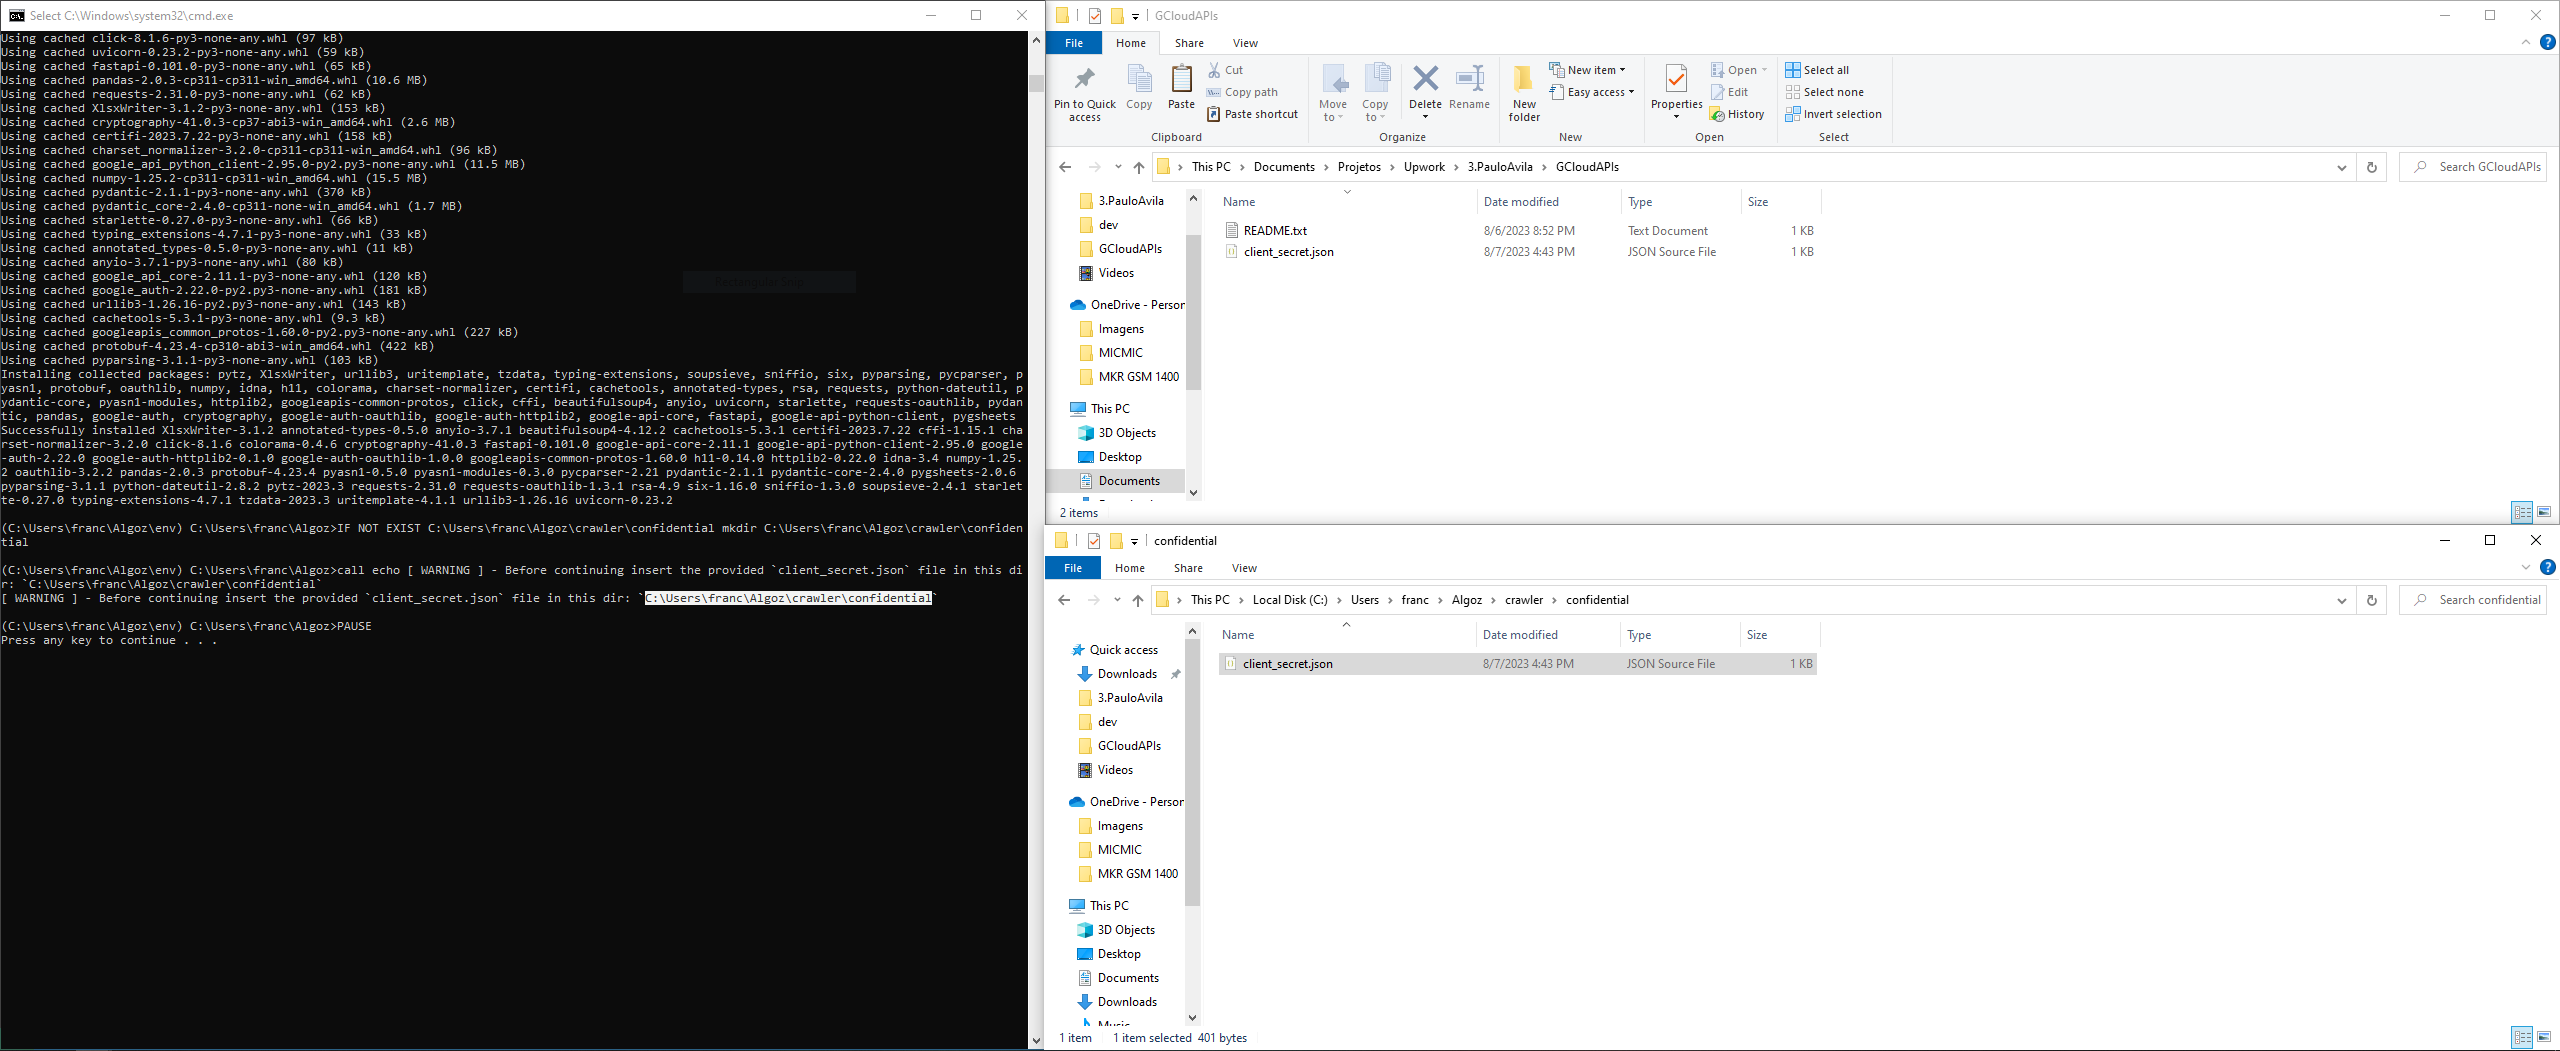 Select C:\Windows\system32\cmd.exe
Using cached click-8.1.6-py3-none-any.whl (97 kB)
Using cached uvicorn-0.23.2-py3-none-any.whl (59 kB)
Using cached fastapi-0.101.0-py3-none-any.whl (65 kB)
Using cached pandas-2.0.3-cp311-cp311-win_amd64.whl (10.6 MB)
Using cached requests-2.31.0-py3-none-any.whl (62 kB)
Using cached XlsxWriter-3.1.2-py3-none-any.whl (153 kB)
Using cached cryptography-41.0.3-cp37-abi3-win_amd64.whl (2.6 MB)
Using cached certifi-2023.7.22-py3-none-any.whl (158 kB)
Using cached charset_normalizer-3.2.0-cp311-cp311-win_amd64.whl (96 kB)
Using cached google_api_python_client-2.95.0-py2.py3-none-any.whl (11.5 MB)
Using cached numpy-1.25.2-cp311-cp311-win_amd64.whl (15.5 MB)
Using cached pydantic-2.1.1-py3-none-any.whl (370 kB)
Using cached pydantic_core-2.4.0-cp311-none-win_amd64.whl (1.7 MB)
Using cached starlette-0.27.0-py3-none-any.whl (66 kB)
Using cached typing_extensions-4.7.1-py3-none-any.whl (33 kB)
Using cached annotated_types-0.5.0-py3-none-any.whl (11 kB)
Using cached anyio-3.7.1-py3-none-any.whl (80 kB)
Using cached google_api_core-2.11.1-py3-none-any.whl (120 kB)
Using cached google_auth-2.22.0-py2.py3-none-any.whl (181 kB)
Using cached urllib3-1.26.16-py2.py3-none-any.whl (143 kB)
Using cached cachetools-5.3.1-py3-none-any.whl (9.3 kB)
Using cached googleapis_common_protos-1.60.0-py2.py3-none-any.whl (227 kB)
Using cached protobuf-4.23.4-cp310-abi3-win_amd64.whl (422 kB)
Using cached pyparsing-3.1.1-py3-none-any.whl (103 kB)
Installing collected packages: pytz, XlsxWriter, urllib3, uritemplate, tzdata, typing-extensions, soupsieve, sniffio, six, pyparsing, pycparser, p
yasn1, protobuf, oauthlib, numpy, idna, h11, colorama, charset-normalizer, certifi, cachetools, annotated-types, rsa, requests, python-dateutil, p
ydantic-core, pyasn1-modules, httplib2, googleapis-common-protos, click, cffi, beautifulsoup4, anyio, uvicorn, starlette, requests-oauthlib, pydan
tic, pandas, google-auth, cryptography, google-auth-oauthlib, google-auth-httplib2, google-api-core, fastapi, google-api-python-client, pygsheets
Successfully installed XlsxWriter-3.1.2 annotated-types-0.5.0 anyio-3.7.1 beautifulsoup4-4.12.2 cachetools-5.3.1 certifi-2023.7.22 cffi-1.15.1 cha
rset-normalizer-3.2.0 click-8.1.6 colorama-0.4.6 cryptography-41.0.3 fastapi-0.101.0 google-api-core-2.11.1 google-api-python-client-2.95.0 google
-auth-2.22.0 google-auth-httplib2-0.1.0 google-auth-oauthlib-1.0.0 googleapis-common-protos-1.60.0 h11-0.14.0 httplib2-0.22.0 idna-3.4 numpy-1.25.
2 oauthlib-3.2.2 pandas-2.0.3 protobuf-4.23.4 pyasn1-0.5.0 pyasn1-modules-0.3.0 pycparser-2.21 pydantic-2.1.1 pydantic-core-2.4.0 pygsheets-2.0.6
pyparsing-3.1.1 python-dateutil-2.8.2 pytz-2023.3 requests-2.31.0 requests-oauthlib-1.3.1 rsa-4.9 six-1.16.0 sniffio-1.3.0 soupsieve-2.4.1 starlet
te-0.27.0 typing-extensions-4.7.1 tzdata-2023.3 uritemplate-4.1.1 urllib3-1.26.16 uvicorn-0.23.2
(C:\Users\franc\Algoz\env) C:\Users\franc\Algoz>IF NOT EXIST C:\Users\franc\Algoz\crawler\confidential mkdir C:\Users\franc\Algoz\crawler\confiden
tial
(C:\Users\franc\Algoz\env) C:\Users\franc\Algoz>call echo [ WARNING ] - Before continuing insert the provided `client_secret.json` file in this di
r: `C:\Users\franc\Algoz\crawler\confidential`
[ WARNING ] - Before continuing insert the provided `client_secret.json` file in this dir: `C:\Users\franc\Algoz\crawler\confidential`
(C:\Users\franc\Algoz\env) C:\Users\franc\Algoz>PAUSE
Press any key to continue . . .
GCloudAPIs
File Home Share View
Pin to Quick access
Copy
Paste
Cut
Copy path
Paste shortcut
Move to
Copy to
Delete
Rename
New folder
New item
Easy access
Properties
Open
Edit
History
Select all
Select none
Invert selection
Clipboard Organize New Open Select
This PC > Documents > Projetos > Upwork > 3.PauloAvila > GCloudAPIs
Search GCloudAPIs
3.PauloAvila
dev
GCloudAPIs
Videos
OneDrive - Person
Imagens
MICMIC
MKR GSM 1400
This PC
3D Objects
Desktop
Documents
Name Date modified Type Size
README.txt 8/6/2023 8:52 PM Text Document 1 KB
client_secret.json 8/7/2023 4:43 PM JSON Source File 1 KB
2 items
confidential
File Home Share View
This PC > Local Disk (C:) > Users > franc > Algoz > crawler > confidential
Search confidential
Quick access
Downloads
3.PauloAvila
dev
GCloudAPIs
Videos
OneDrive - Person
Imagens
MICMIC
MKR GSM 1400
This PC
3D Objects
Desktop
Documents
Downloads
Music
Name Date modified Type Size
client_secret.json 8/7/2023 4:43 PM JSON Source File 1 KB
1 item 1 item selected 401 bytes